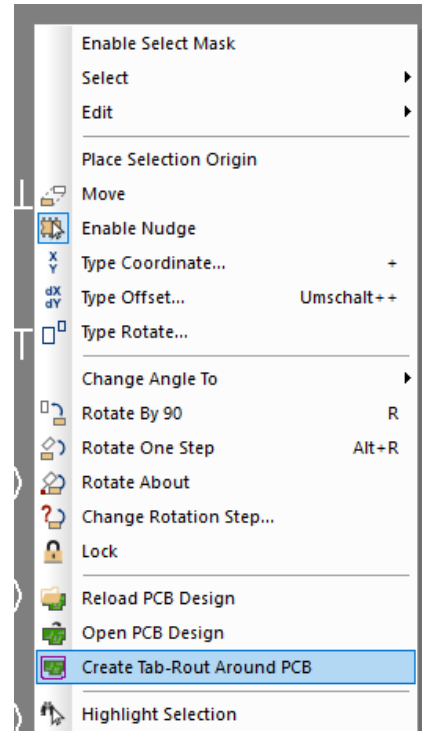 Enable Select Mask
Select
Edit
Place Selection Origin
Move
Enable Nudge
X Y Type Coordinate... +
dX dY Type Offset... Umschalt++
Type Rotate...
Change Angle To
Rotate By 90 R
Rotate One Step Alt+R
Rotate About
Change Rotation Step...
Lock
Reload PCB Design
Open PCB Design
Create Tab-Rout Around PCB
Highlight Selection